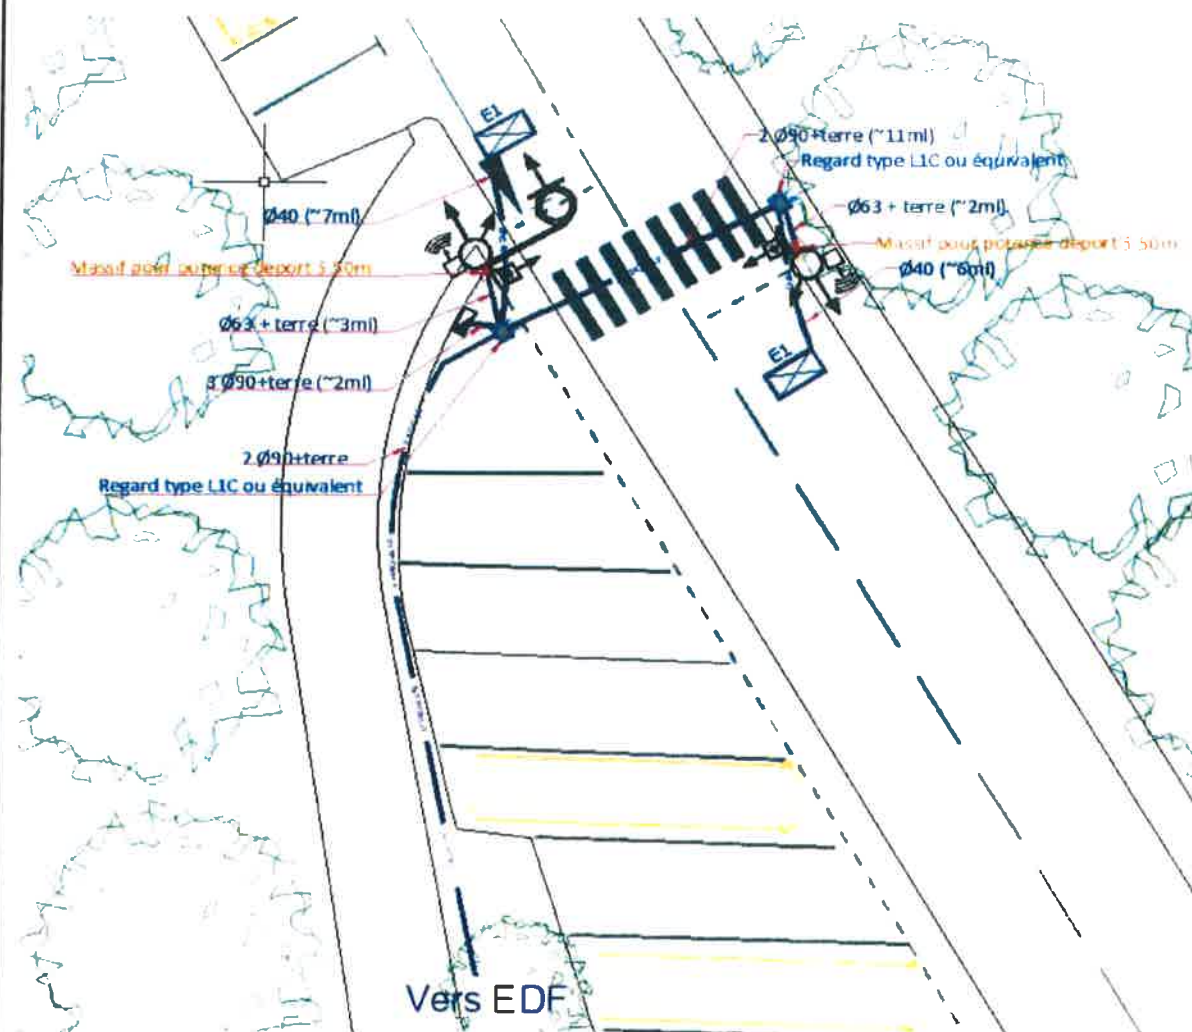 E1
2 Ø90+terre (~11ml)
Regard type L1C ou équivalent
Ø40 (~7ml)
Ø63 + terre (~2ml)
Massif pour potence déport 3.50m
Massif pour potence déport 3.50m
Ø40 (~6ml)
Ø63 + terre (~3ml)
E1
3 Ø90+terre (~2ml)
2 Ø90+terre
Regard type L1C ou équivalent
Vers EDF